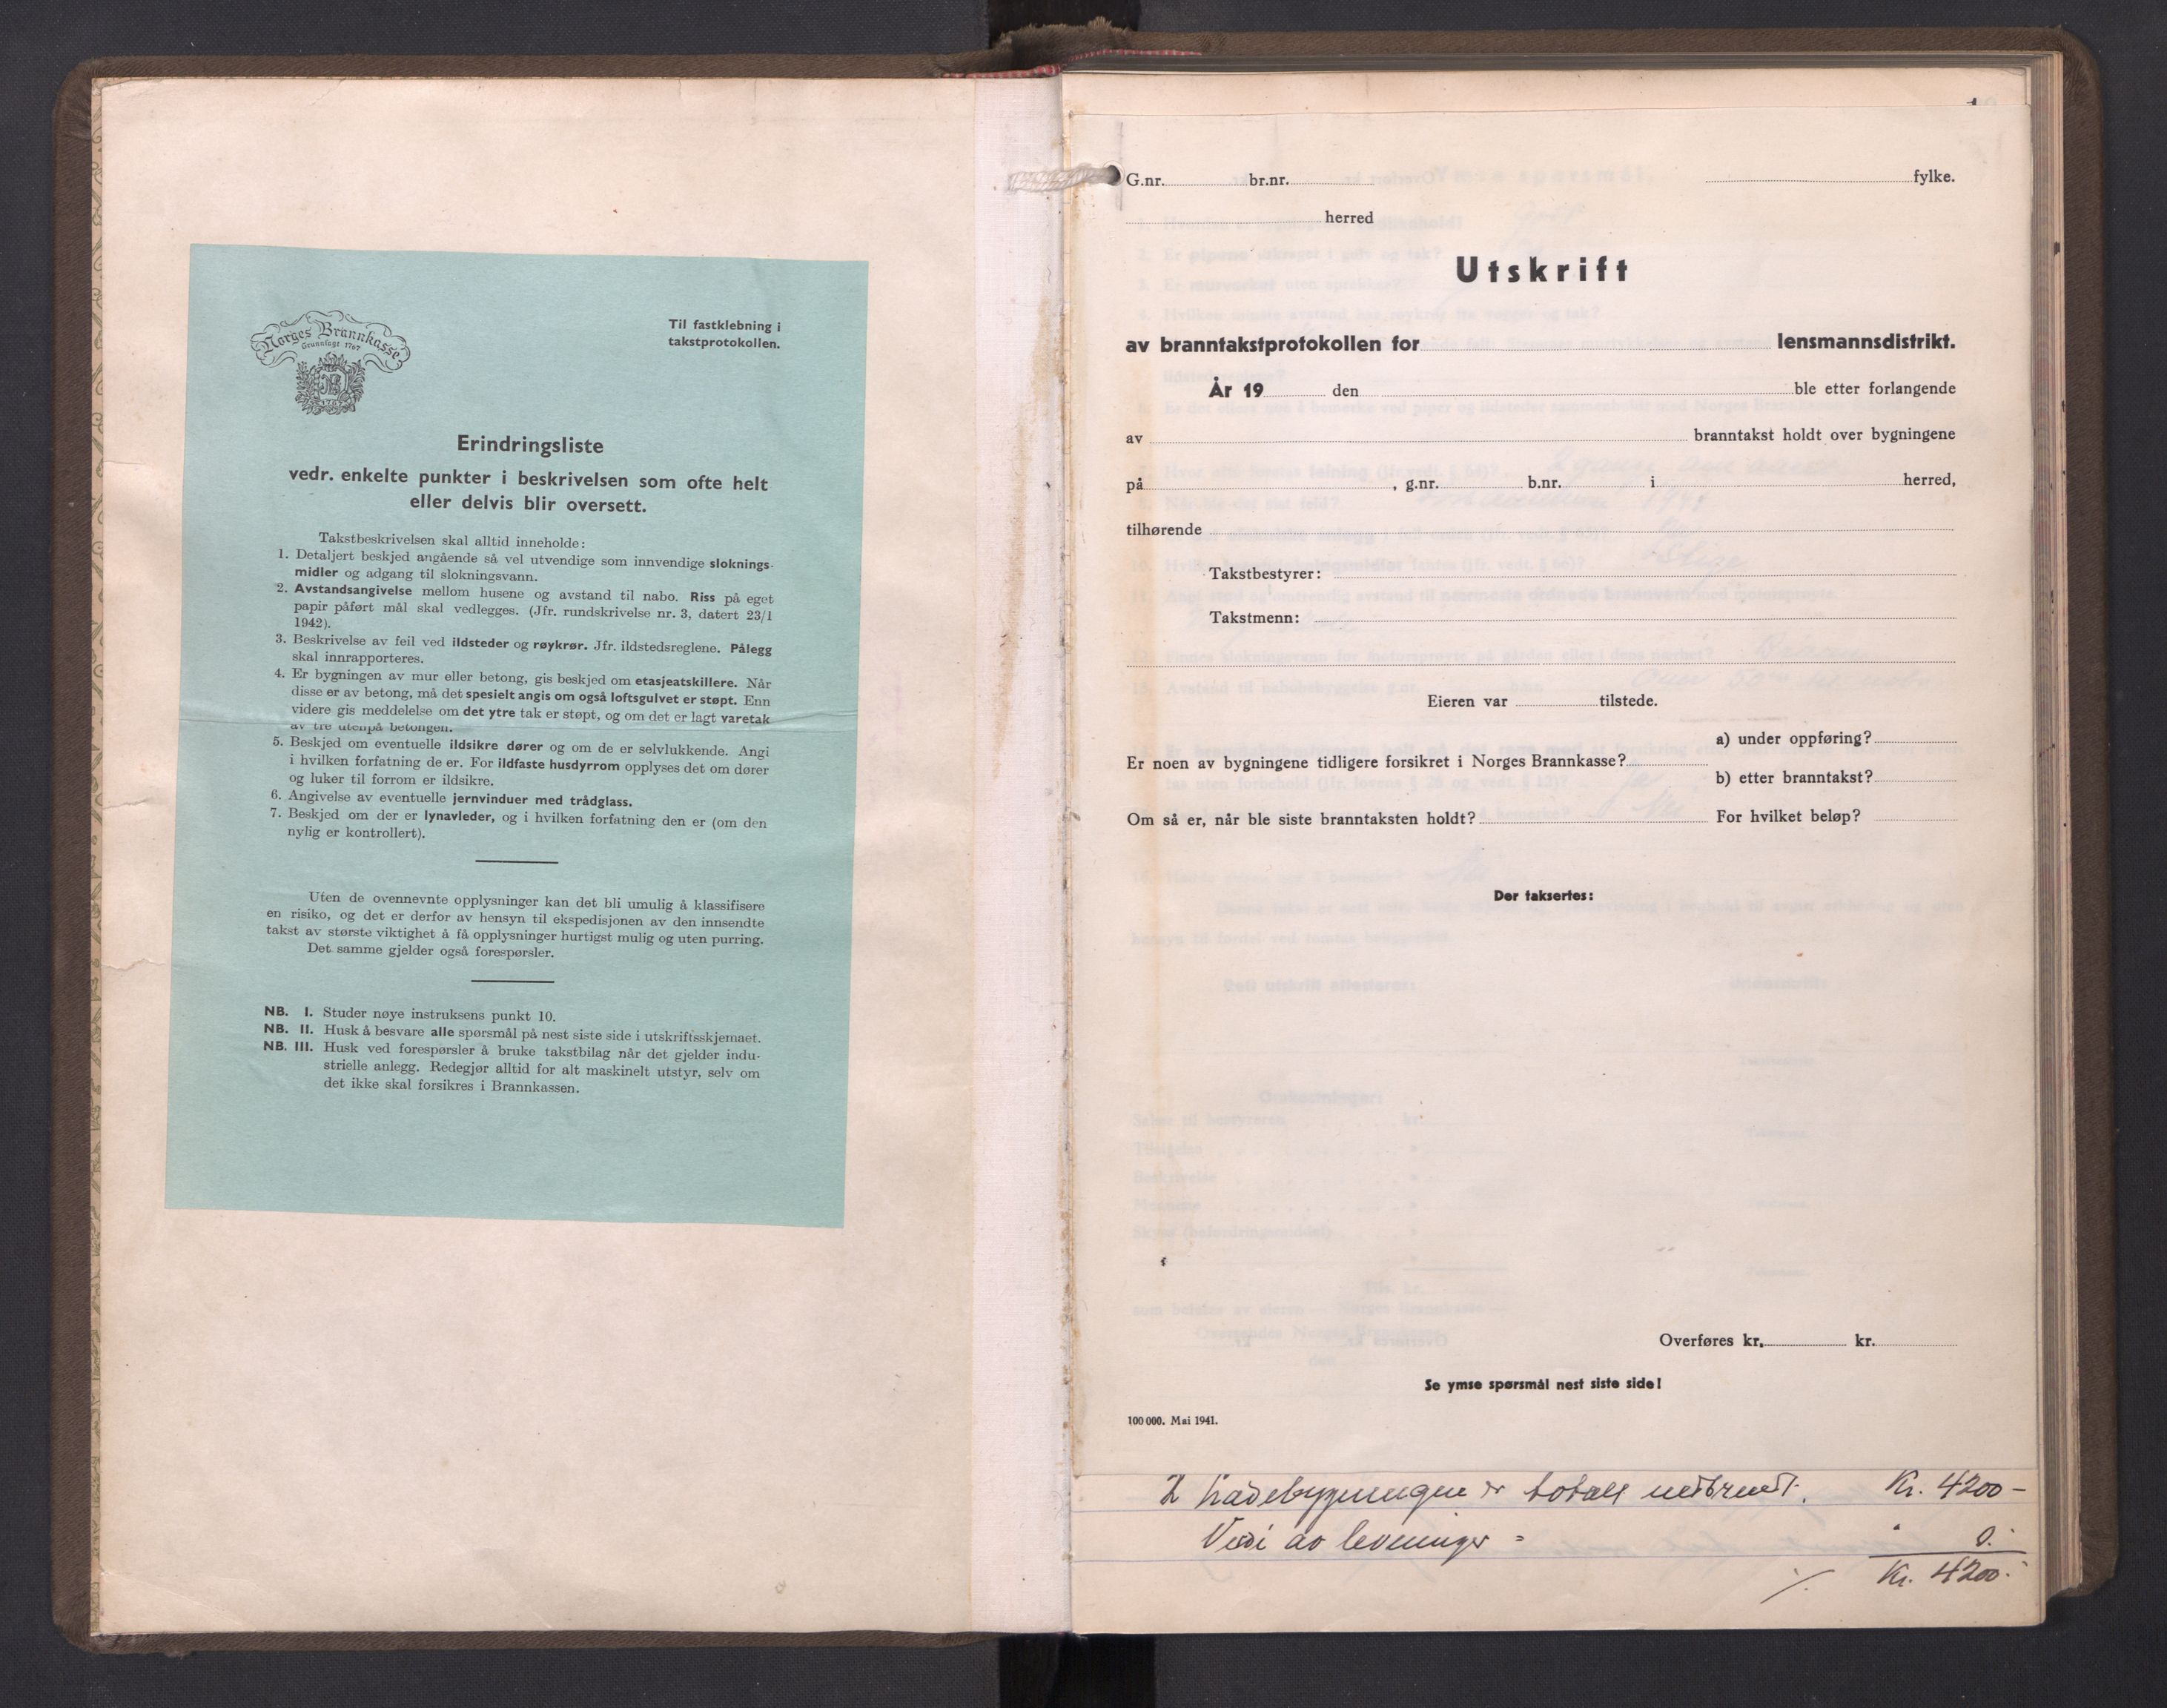 Norges Brannkasse
Grunnlagt 1767
Til fastklebning i
takstprotokollen.
Erindringsliste
vedr. enkelte punkter i beskrivelsen som ofte helt
eller delvis blir oversett.
Takstbeskrivelsen skal alltid inneholde:
1. Detaljert beskjed angående så vel utvendige som innvendige sloknings-
midler og adgang til slokningsvann.
2. Avstandsangivelse mellom husene og avstand til nabo. Riss på eget
papir påført mål skal vedlegges. (Jfr. rundskrivelse nr. 3, datert 23/1
1942).
3. Beskrivelse av feil ved ildsteder og røykrør. Jfr. ildstedsreglene. Pålegg
skal innrapporteres.
4. Er bygningen av mur eller betong, gis beskjed om etasjeatskillere. Når
disse er av betong, må det spesielt angis om også loftsgulvet er støpt. Enn
videre gis meddelelse om det ytre tak er støpt, og om det er lagt varetak
av tre utenpå betongen.
5. Beskjed om eventuelle ildsikre dører og om de er selvlukkende. Angi
i hvilken forfatning de er. For ildfaste husdyrrom opplyses det om dører
og luker til forrom er ildsikre.
6. Angivelse av eventuelle jernvinduer med trådglass.
7. Beskjed om der er lynavleder, og i hvilken forfatning den er (om den
nylig er kontrollert).
Uten de ovennevnte opplysninger kan det bli umulig å klassifisere
en risiko, og det er derfor av hensyn til ekspedisjonen av den innsendte
takst av største viktighet å få opplysninger hurtigst mulig og uten purring.
Det samme gjelder også forespørsler.
NB. I. Studer nøye instruksens punkt 10.
NB. II. Husk å besvare alle spørsmål på nest siste side i utskriftsskjemaet.
NB. III. Husk ved forespørsler å bruke takstbilag når det gjelder indu-
strielle anlegg. Redegjør alltid for alt maskinelt utstyr, selv om
det ikke skal forsikres i Brannkassen.
G.nr. br.nr. fylke.
herred
Utskrift
av branntakstprotokollen for lensmannsdistrikt.
År 19 den ble etter forlangende
av branntakst holdt over bygningene
på , g.nr. b.nr. i herred,
tilhørende
Takstbestyrer:
Takstmenn:
Eieren var tilstede.
a) under oppføring?
Er noen av bygningene tidligere forsikret i Norges Brannkasse?
b) etter branntakst?
Om så er, når ble siste branntaksten holdt? For hvilket beløp?
Der taksertes:
Overføres kr. kr.
Se ymse spørsmål nest siste side!
100 000. Mai 1941.
2 Ladebygningen er totalt nedbrent. Kr. 4200-
Verdi av levninger = " 0.
Kr. 4200.